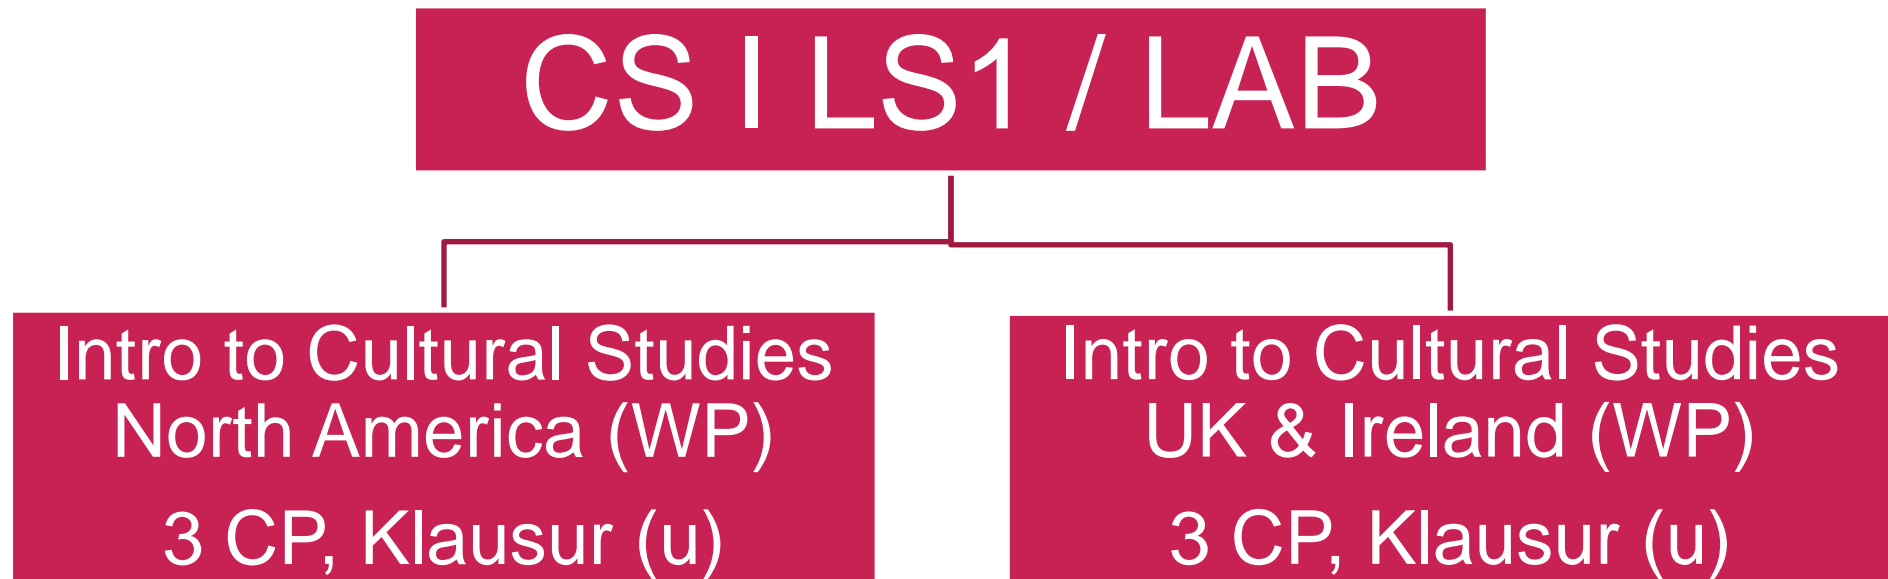 CS I LS1 / LAB
Intro to Cultural Studies
North America (WP)
3 CP, Klausur (u)
Intro to Cultural Studies
UK & Ireland (WP)
3 CP, Klausur (u)